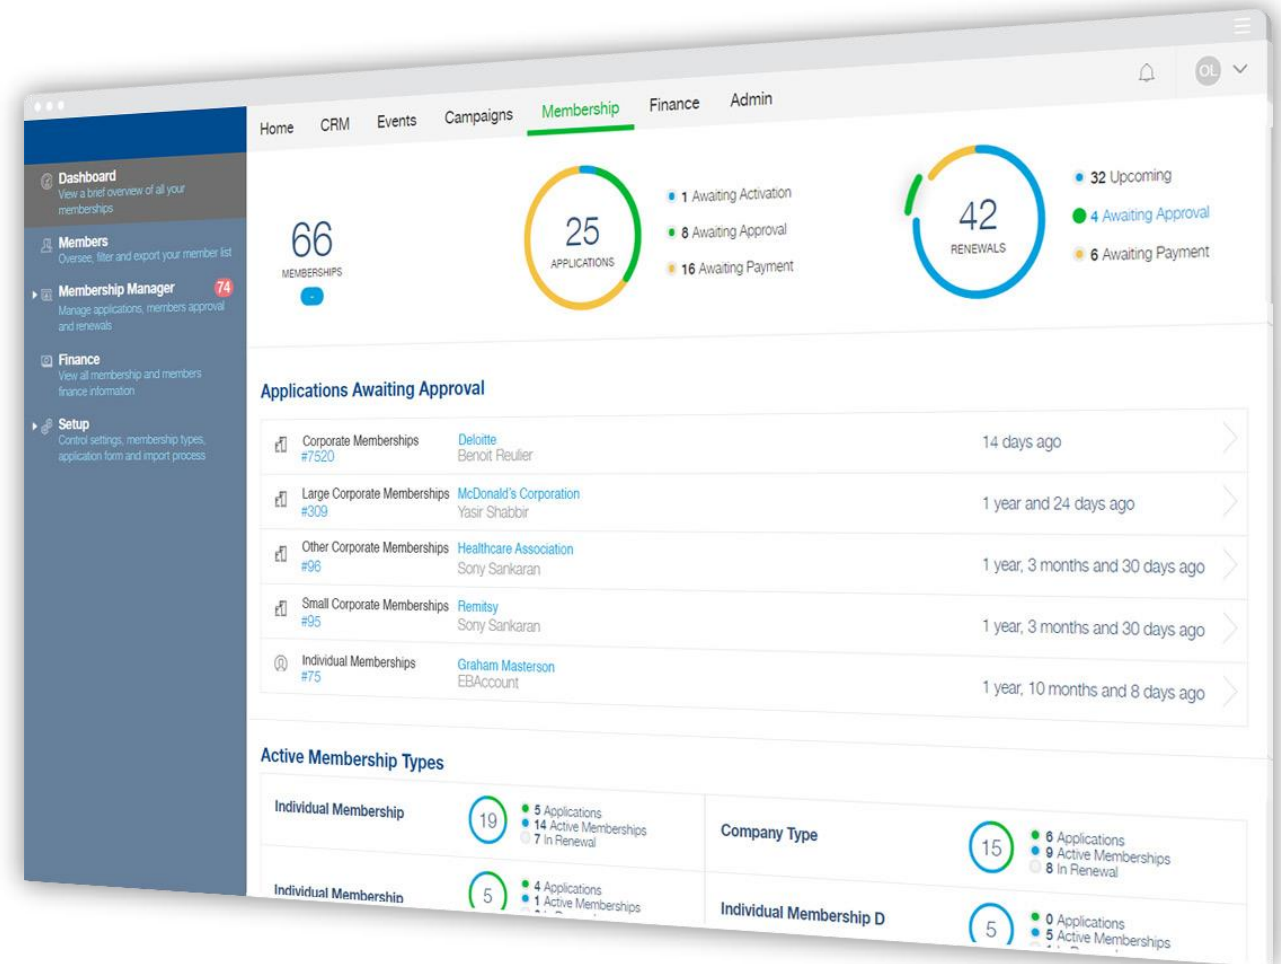 OL
Home CRM Events Campaigns Membership Finance Admin
Dashboard
View a brief overview of all your
memberships
Members
Oversee, filter and export your member list
Membership Manager 74
Manage applications, members approval
and renewals
Finance
View all membership and members
finance information
Setup
Control settings, membership types,
application form and import process
66
MEMBERSHIPS
-
25
APPLICATIONS
1 Awaiting Activation
8 Awaiting Approval
16 Awaiting Payment
42
RENEWALS
32 Upcoming
4 Awaiting Approval
6 Awaiting Payment
Applications Awaiting Approval
Corporate Memberships Deloitte 14 days ago
#7520 Benoit Reulier
Large Corporate Memberships McDonald's Corporation 1 year and 24 days ago
#309 Yasir Shabbir
Other Corporate Memberships Healthcare Association 1 year, 3 months and 30 days ago
#96 Sony Sankaran
Small Corporate Memberships Remitsy 1 year, 3 months and 30 days ago
#95 Sony Sankaran
Individual Memberships Graham Masterson 1 year, 10 months and 8 days ago
#75 EBAccount
Active Membership Types
Individual Membership
19
5 Applications
14 Active Memberships
7 In Renewal
Company Type
15
6 Applications
9 Active Memberships
8 In Renewal
Individual Membership
5
4 Applications
1 Active Memberships
Individual Membership D
5
0 Applications
5 Active Memberships